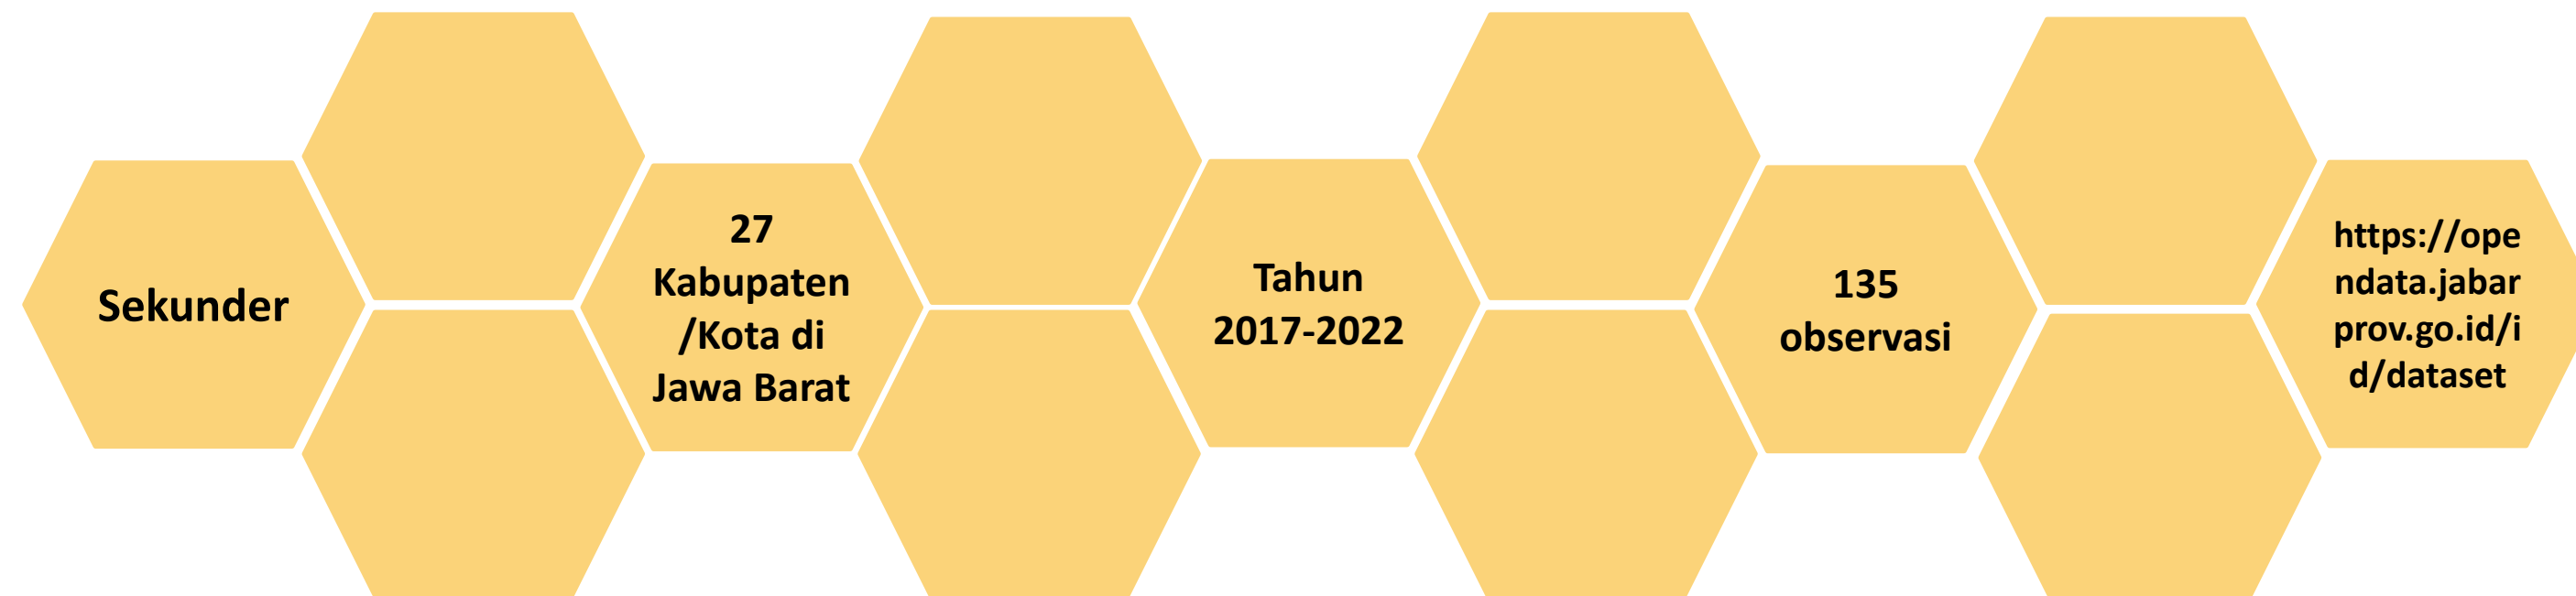 Sekunder
27
Kabupaten
/Kota di
Jawa Barat
Tahun
2017-2022
135
observasi
https://ope
ndata.jabar
prov.go.id/i
d/dataset